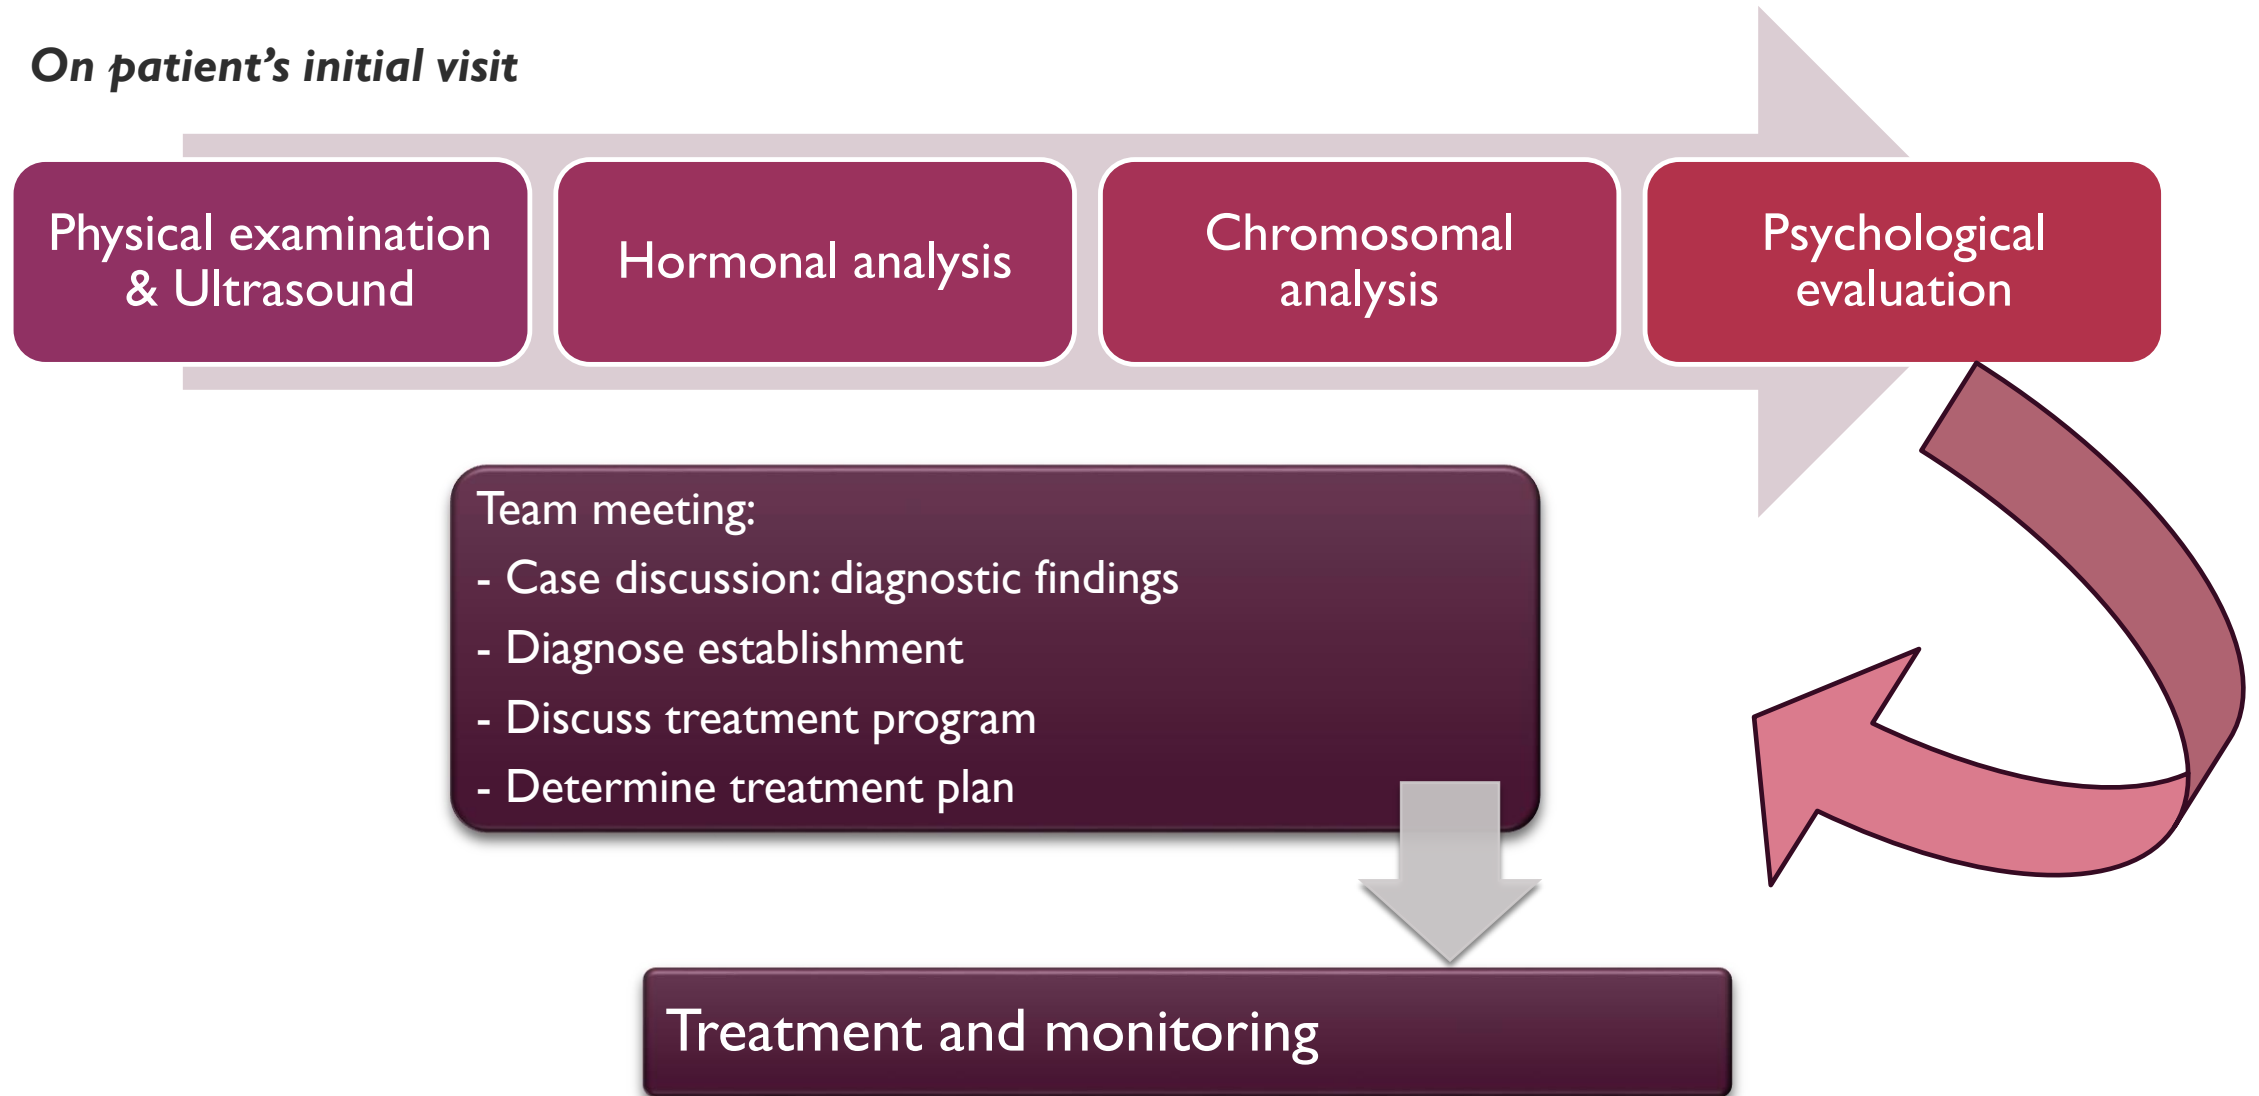 On patient’s initial visit
Physical examination
& Ultrasound
Hormonal analysis
Chromosomal
analysis
Psychological
evaluation
Team meeting:
- Case discussion: diagnostic findings
- Diagnose establishment
- Discuss treatment program
- Determine treatment plan
Treatment and monitoring